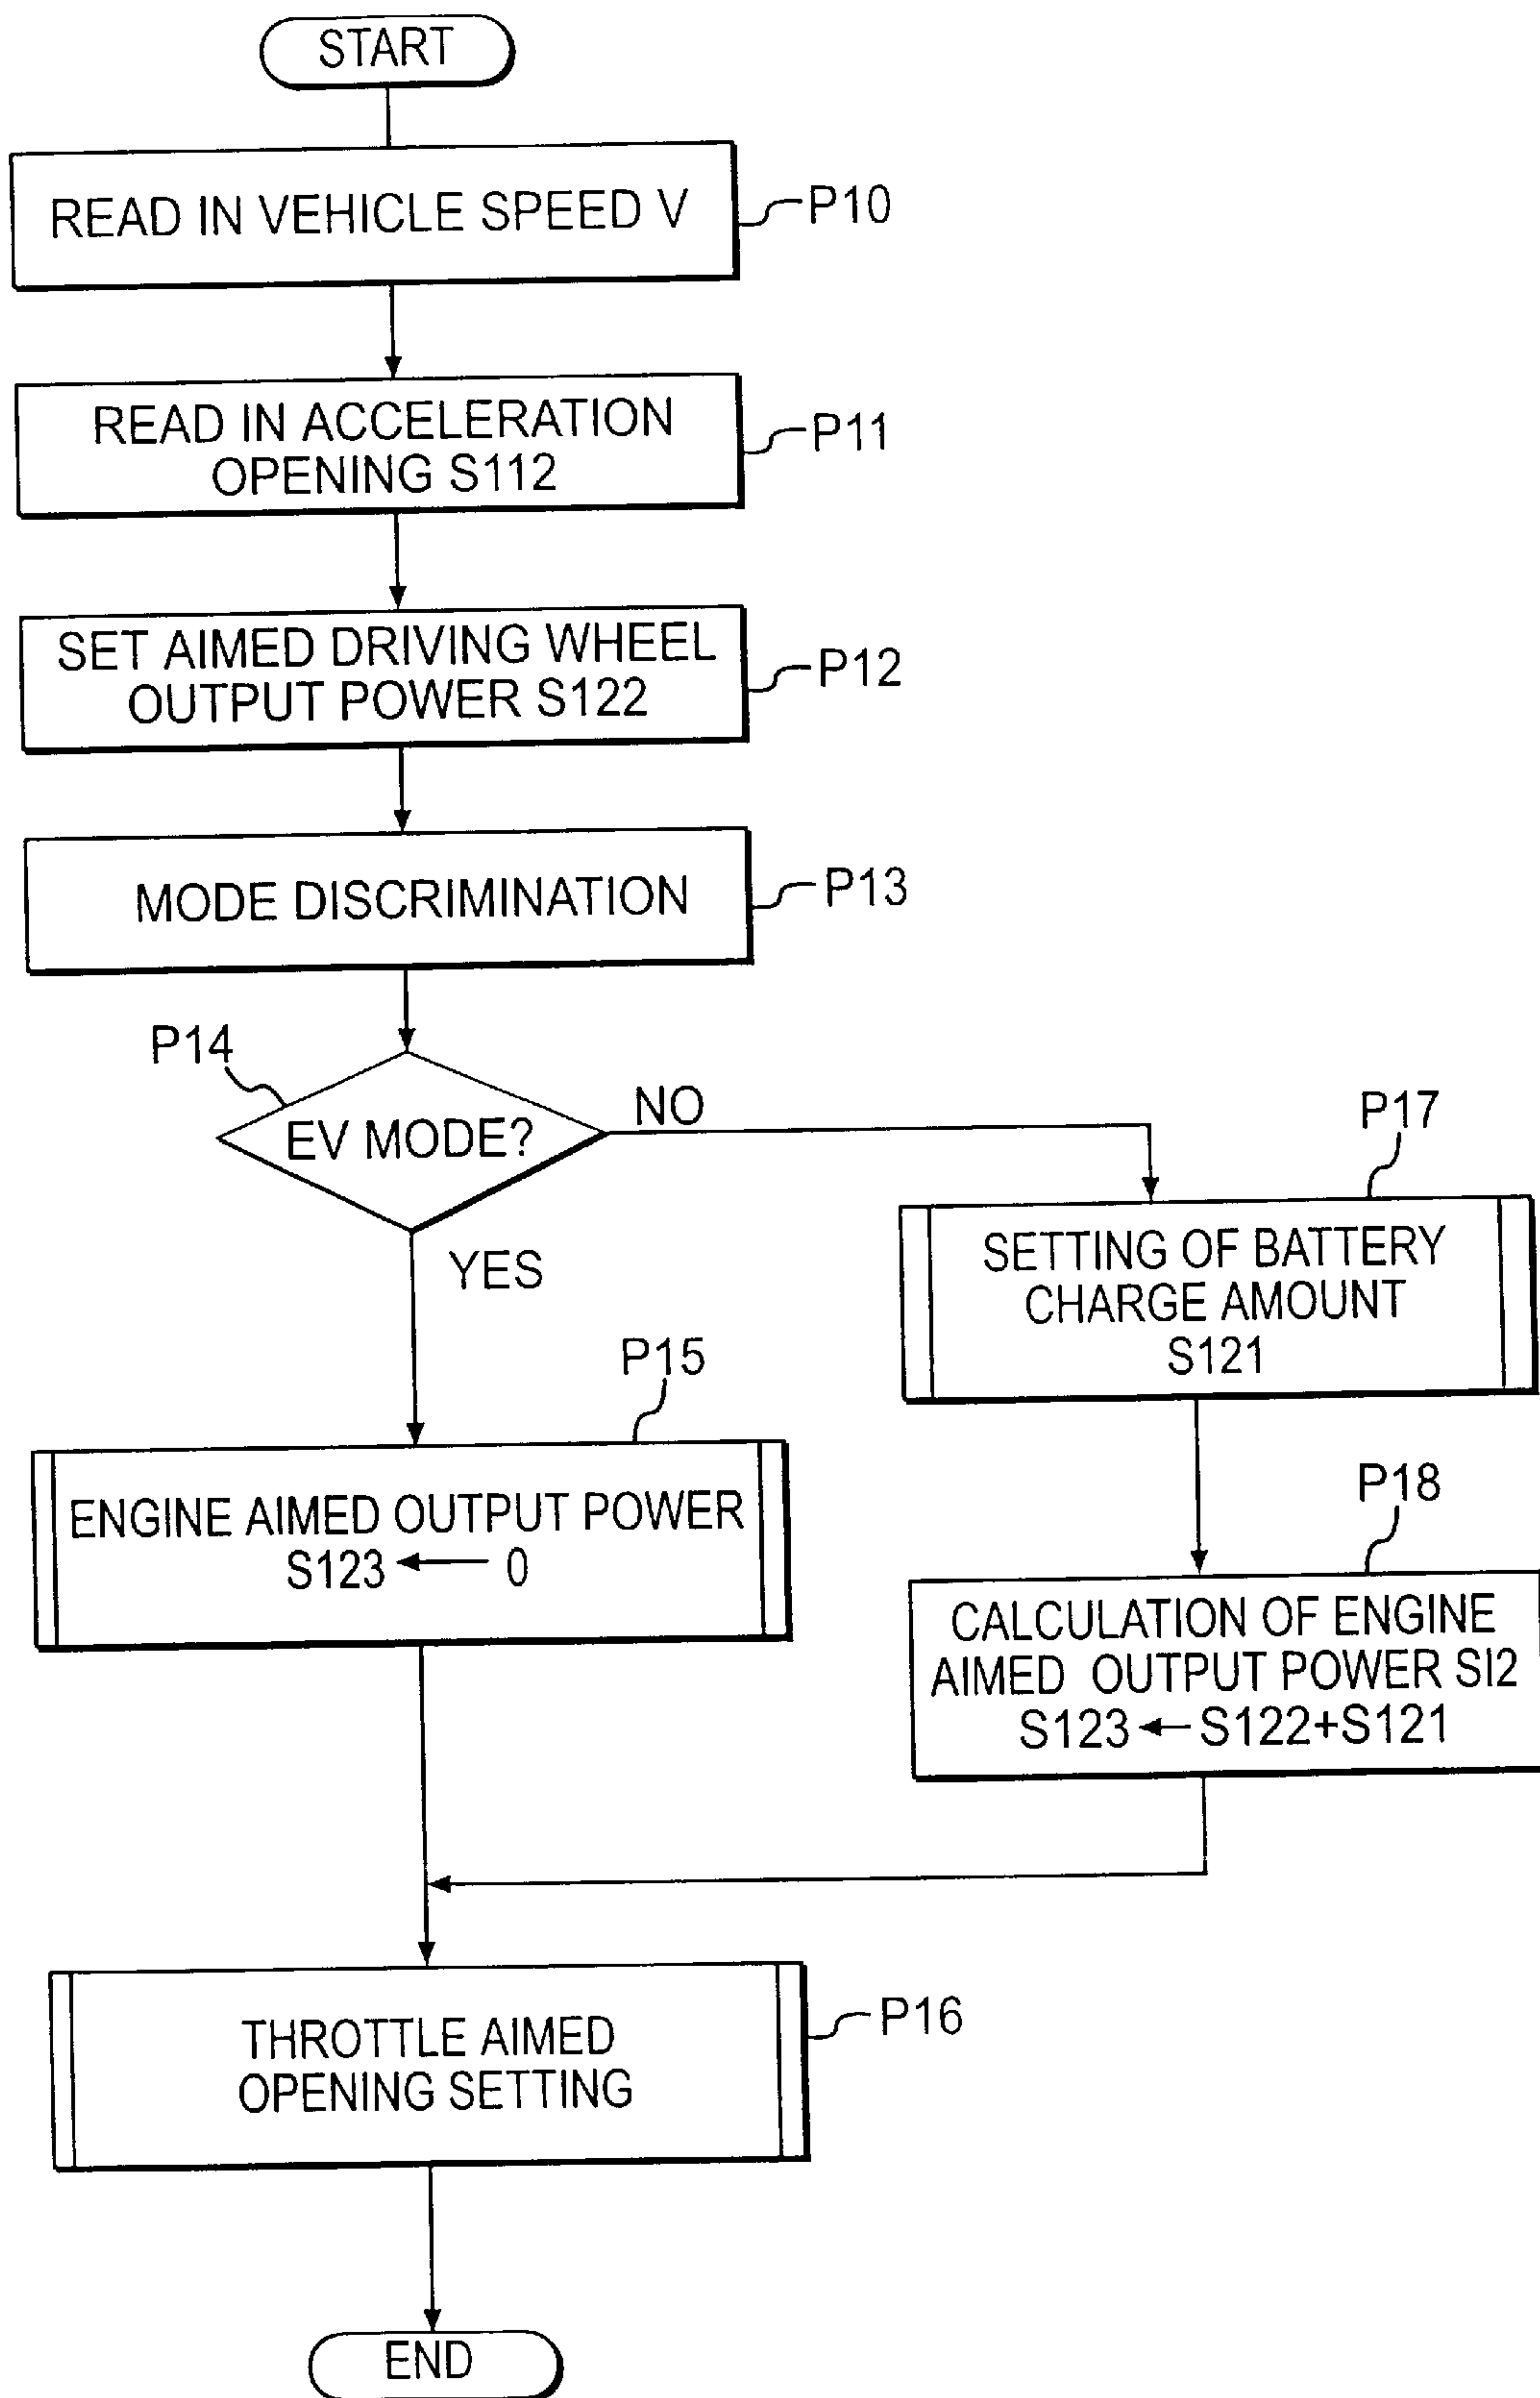 START
READ IN VEHICLE SPEED V
P10
READ IN ACCELERATION
OPENING S112
P11
SET AIMED DRIVING WHEEL
OUTPUT POWER S122
P12
MODE DISCRIMINATION
P13
P14
EV MODE?
NO
YES
P17
SETTING OF BATTERY
CHARGE AMOUNT
S121
P15
ENGINE AIMED OUTPUT POWER
S123 ← 0
P18
CALCULATION OF ENGINE
AIMED OUTPUT POWER SI2
S123 ← S122+S121
THROTTLE AIMED
OPENING SETTING
P16
END